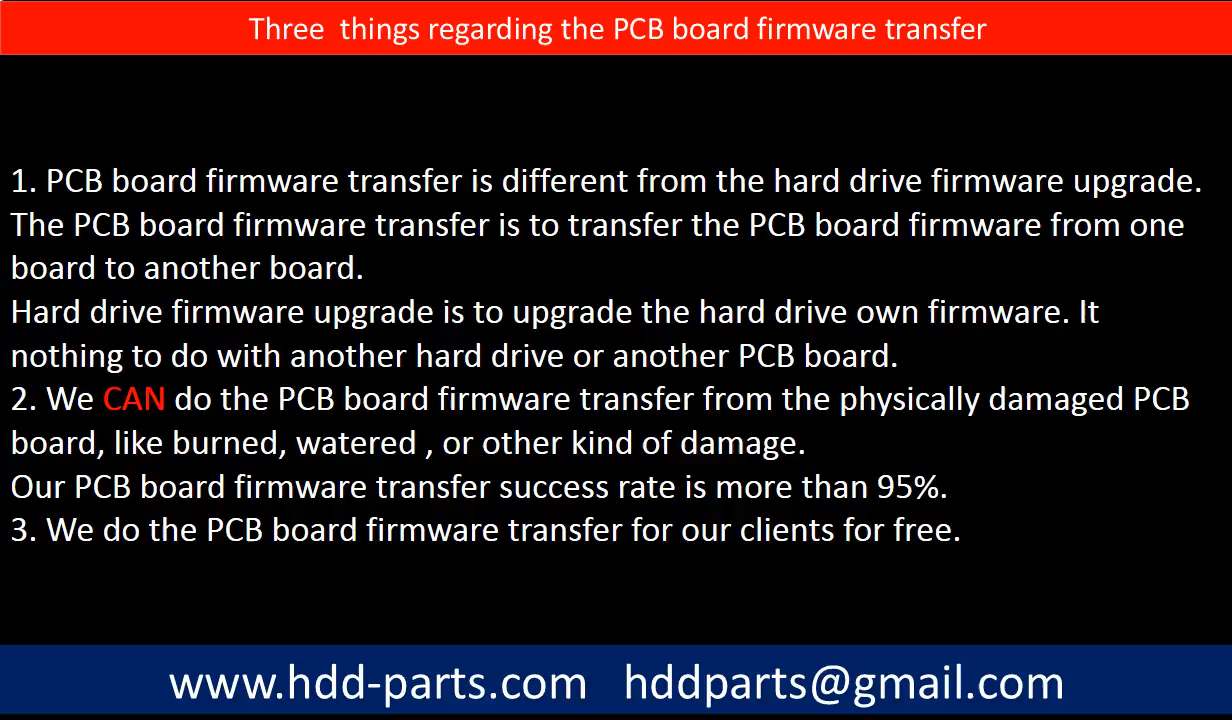 Three  things regarding the PCB board firmware transfer
1. PCB board firmware transfer is different from the hard drive firmware upgrade.
The PCB board firmware transfer is to transfer the PCB board firmware from one
board to another board.
Hard drive firmware upgrade is to upgrade the hard drive own firmware. It
nothing to do with another hard drive or another PCB board.
2. We CAN do the PCB board firmware transfer from the physically damaged PCB
board, like burned, watered , or other kind of damage.
Our PCB board firmware transfer success rate is more than 95%.
3. We do the PCB board firmware transfer for our clients for free.
www.hdd-parts.com   hddparts@gmail.com